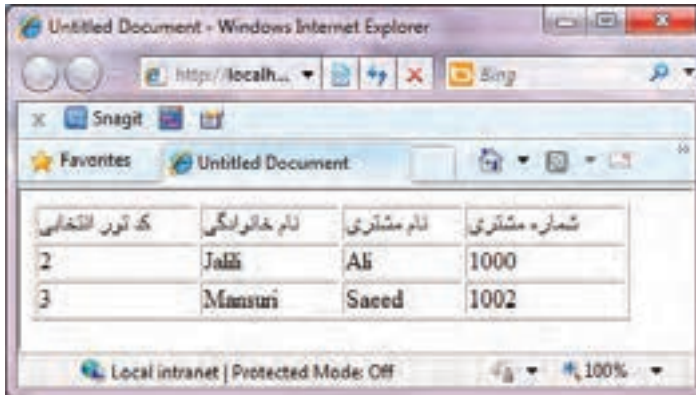 Untitled Document - Windows Internet Explorer
http://localh... Bing
x Snagit
Favorites Untitled Document
کد تور انتخابی نام خانوادگی نام مشتری شماره مشتری
2 Jalili Ali 1000
3 Mansuri Saeed 1002
Local intranet | Protected Mode: Off 100%